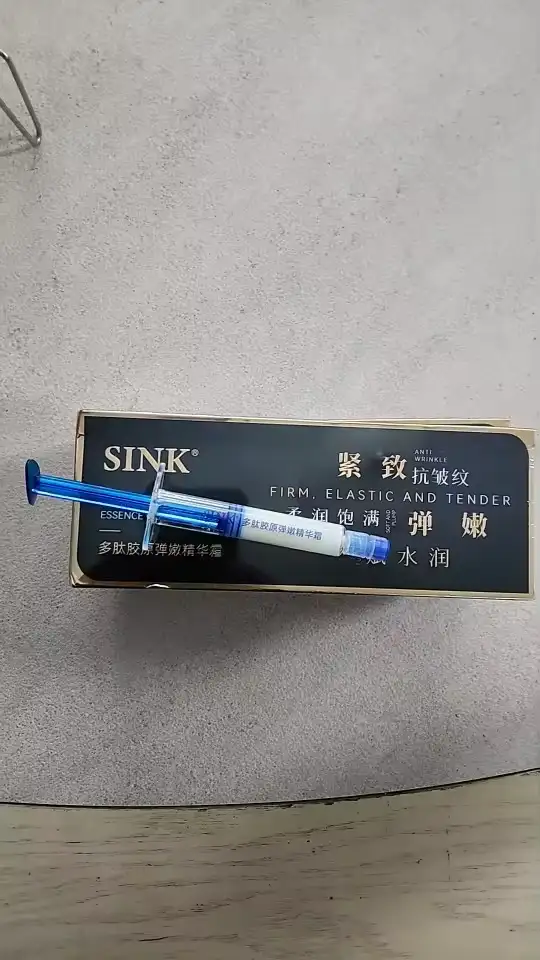 SINK®
紧致
ANTI
WRINKLE
抗皱纹
FIRM, ELASTIC AND TENDER
柔润饱满
弹嫩
ESSENCE
多肽胶原弹嫩精华霜
水润
多肽胶原弹嫩精华霜